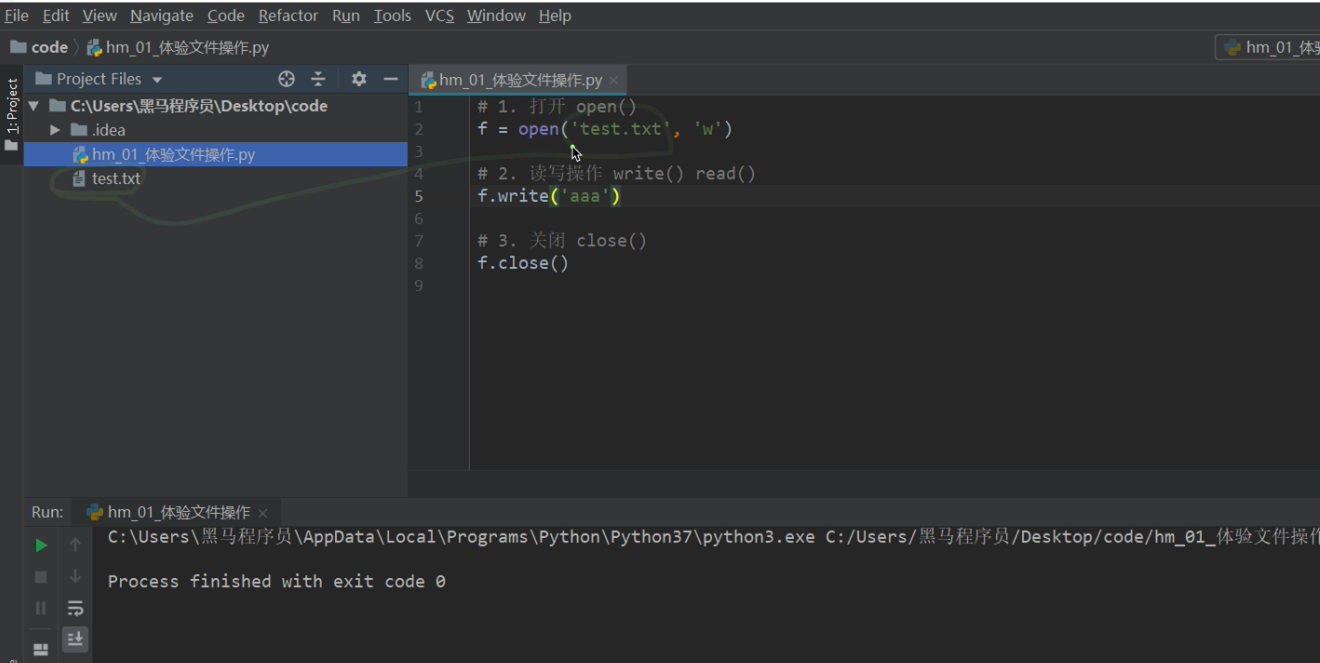 File Edit View Navigate Code Refactor Run Tools VCS Window Help
code hm_01_体验文件操作.py hm_01_体
Project Files hm_01_体验文件操作.py
1: Project
C:\Users\黑马程序员\Desktop\code
.idea
hm_01_体验文件操作.py
test.txt
1 # 1. 打开 open()
2 f = open('test.txt', 'w')
3
4 # 2. 读写操作 write() read()
5 f.write('aaa')
6
7 # 3. 关闭 close()
8 f.close()
9
Run: hm_01_体验文件操作
C:\Users\黑马程序员\AppData\Local\Programs\Python\Python37\python3.exe C:/Users/黑马程序员/Desktop/code/hm_01_体验文件操作
Process finished with exit code 0